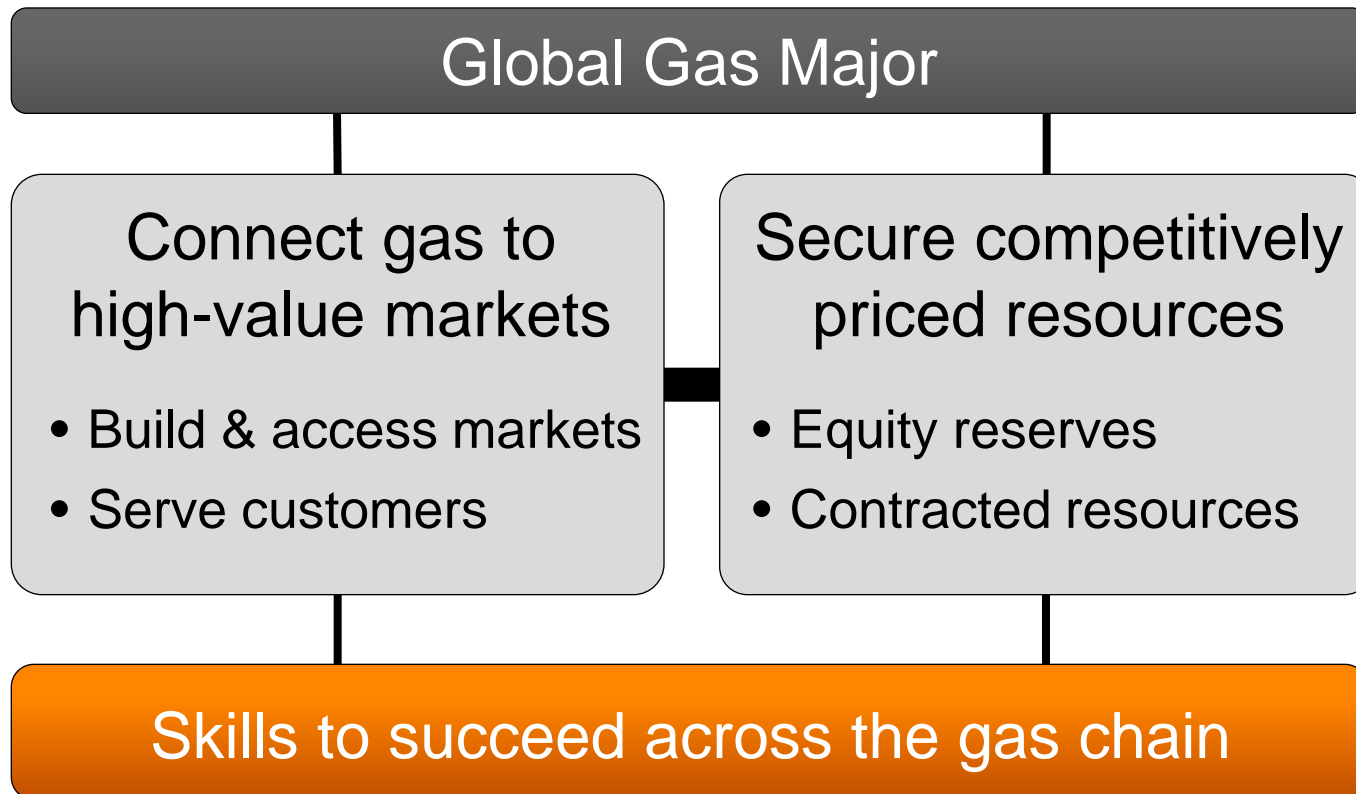 Global Gas Major
Connect gas to
high-value markets
• Build & access markets
• Serve customers
Secure competitively
priced resources
• Equity reserves
• Contracted resources
Skills to succeed across the gas chain